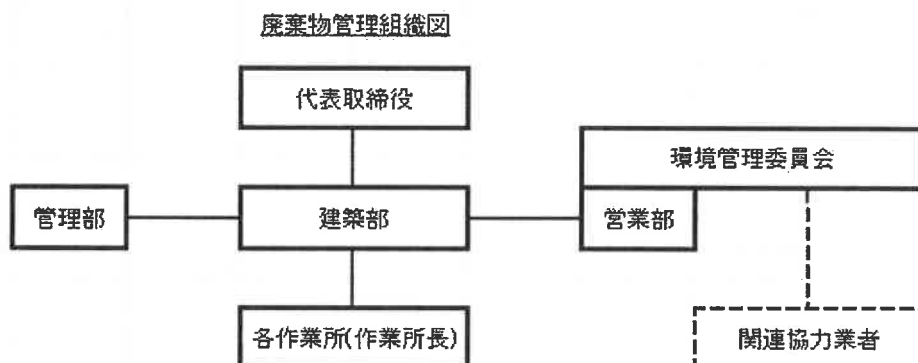 廃棄物管理組織図
代表取締役
環境管理委員会
管理部
建築部
営業部
各作業所(作業所長)
関連協力業者